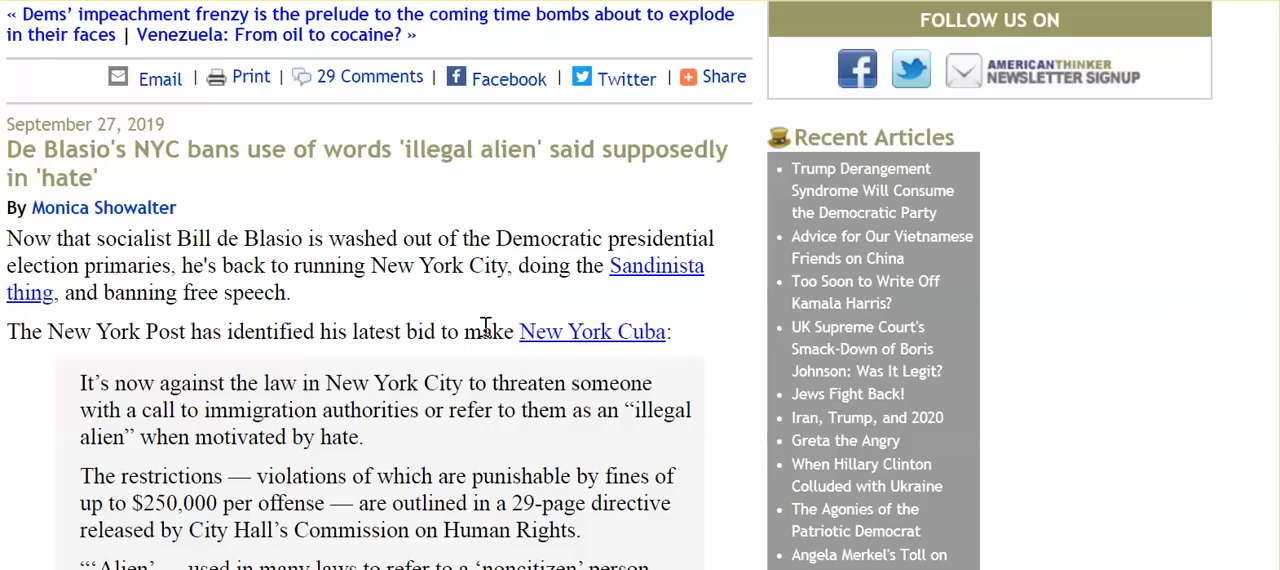 « Dems’ impeachment frenzy is the prelude to the coming time bombs about to explode
in their faces | Venezuela: From oil to cocaine? »
Email | Print | 29 Comments | Facebook | Twitter | Share
September 27, 2019
De Blasio's NYC bans use of words 'illegal alien' said supposedly
in 'hate'
By Monica Showalter
Now that socialist Bill de Blasio is washed out of the Democratic presidential
election primaries, he's back to running New York City, doing the Sandinista
thing, and banning free speech.
The New York Post has identified his latest bid to make New York Cuba:
It’s now against the law in New York City to threaten someone
with a call to immigration authorities or refer to them as an “illegal
alien” when motivated by hate.
The restrictions — violations of which are punishable by fines of
up to $250,000 per offense — are outlined in a 29-page directive
released by City Hall’s Commission on Human Rights.
“‘Alien’ — used in many laws to refer to a ‘noncitizen’ person
FOLLOW US ON
AMERICANTHINKER
NEWSLETTER SIGNUP
Recent Articles
• Trump Derangement
Syndrome Will Consume
the Democratic Party
• Advice for Our Vietnamese
Friends on China
• Too Soon to Write Off
Kamala Harris?
• UK Supreme Court's
Smack-Down of Boris
Johnson: Was It Legit?
• Jews Fight Back!
• Iran, Trump, and 2020
• Greta the Angry
• When Hillary Clinton
Colluded with Ukraine
• The Agonies of the
Patriotic Democrat
• Angela Merkel's Toll on